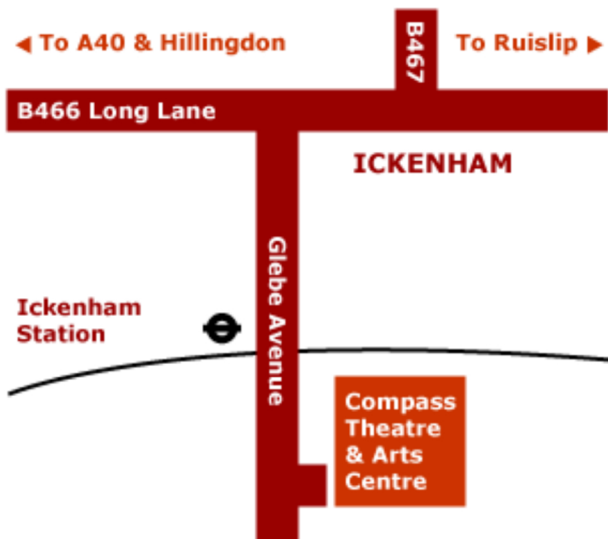 ◀ To A40 & Hillingdon
B467
To Ruislip ▶
B466 Long Lane
ICKENHAM
Glebe Avenue
Ickenham
Station
Compass
Theatre
& Arts
Centre